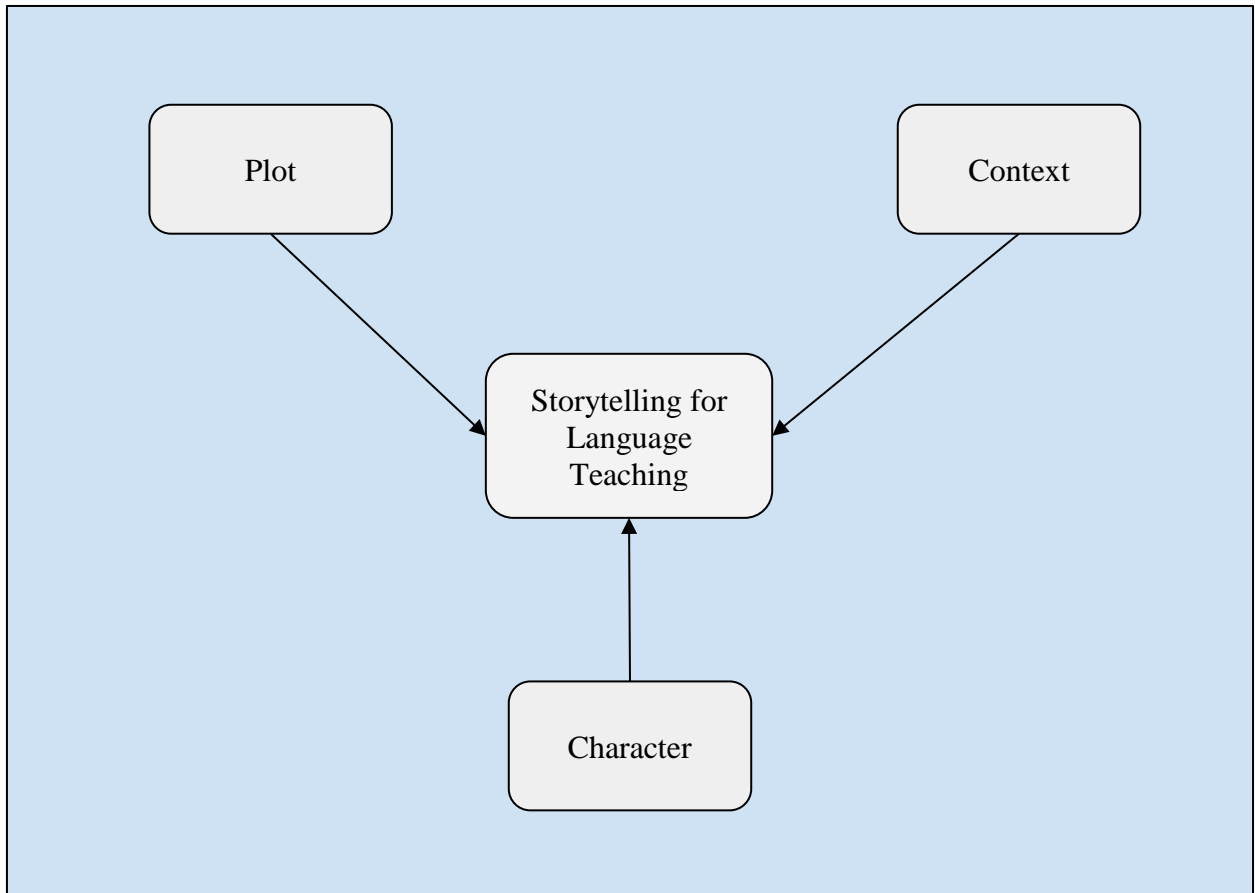 Plot
Context
Storytelling for
Language
Teaching
Character